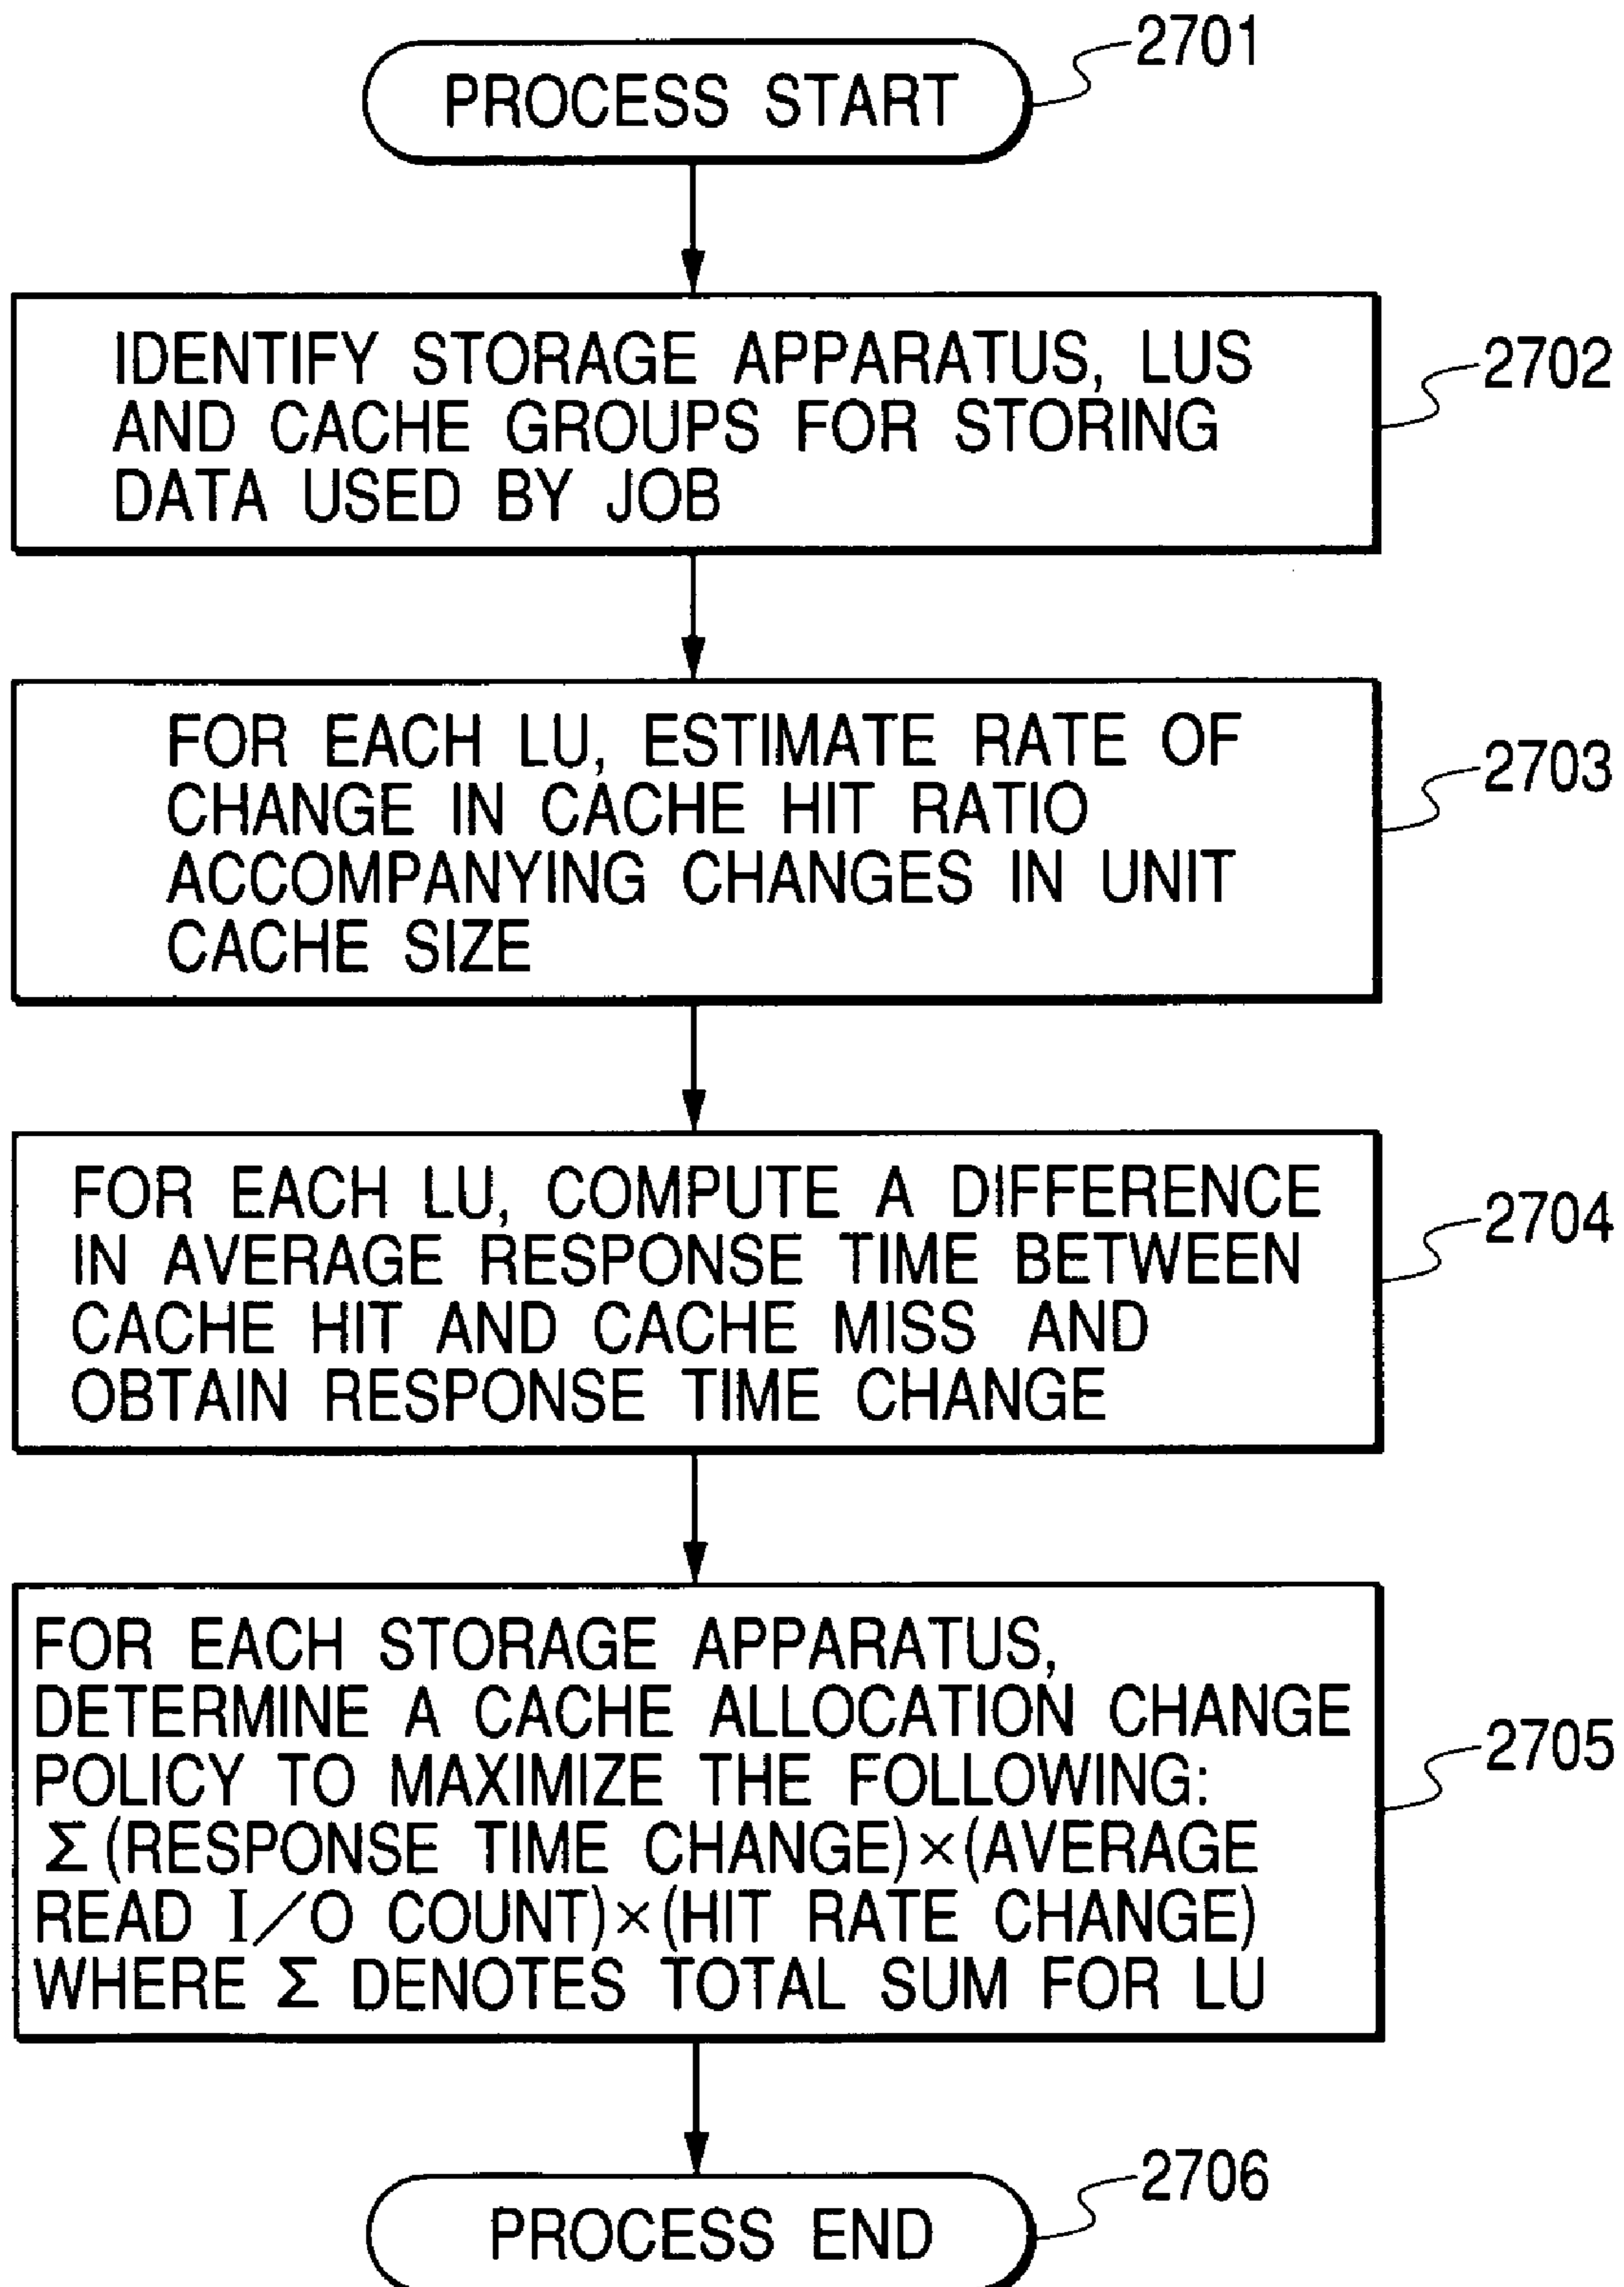 PROCESS START
2701
IDENTIFY STORAGE APPARATUS, LUS
AND CACHE GROUPS FOR STORING
DATA USED BY JOB
2702
FOR EACH LU, ESTIMATE RATE OF
CHANGE IN CACHE HIT RATIO
ACCOMPANYING CHANGES IN UNIT
CACHE SIZE
2703
FOR EACH LU, COMPUTE A DIFFERENCE
IN AVERAGE RESPONSE TIME BETWEEN
CACHE HIT AND CACHE MISS AND
OBTAIN RESPONSE TIME CHANGE
2704
FOR EACH STORAGE APPARATUS,
DETERMINE A CACHE ALLOCATION CHANGE
POLICY TO MAXIMIZE THE FOLLOWING:
Σ(RESPONSE TIME CHANGE)×(AVERAGE
READ I/O COUNT)×(HIT RATE CHANGE)
WHERE Σ DENOTES TOTAL SUM FOR LU
2705
PROCESS END
2706